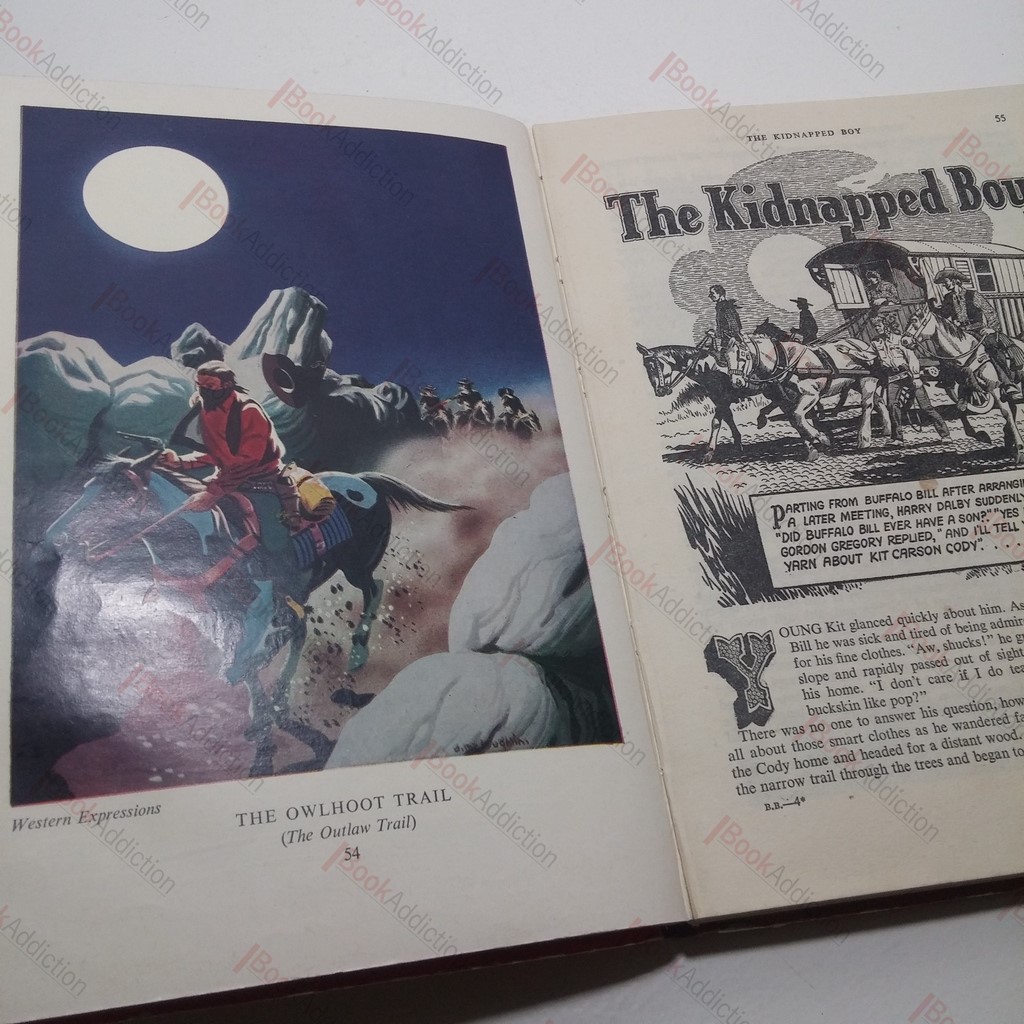 Western Expressions
THE OWLHOOT TRAIL
(The Outlaw Trail)
54
THE KIDNAPPED BOY
55
The Kidnapped Boy
PARTING FROM BUFFALO BILL AFTER ARRANGIN
A LATER MEETING, HARRY DALBY SUDDENLY
"DID BUFFALO BILL EVER HAVE A SON?" "YES
GORDON GREGORY REPLIED, "AND I'LL TELL
YARN ABOUT KIT CARSON CODY". . .
YOUNG Kit glanced quickly about him. As
Bill he was sick and tired of being admir
for his fine clothes. "Aw, shucks!" he g
slope and rapidly passed out of sight
his home. "I don't care if I do tea
buckskin like pop?"
There was no one to answer his question, how
all about those smart clothes as he wandered fa
the Cody home and headed for a distant wood.
the narrow trail through the trees and began to
B.B.—4*
BookAddiction